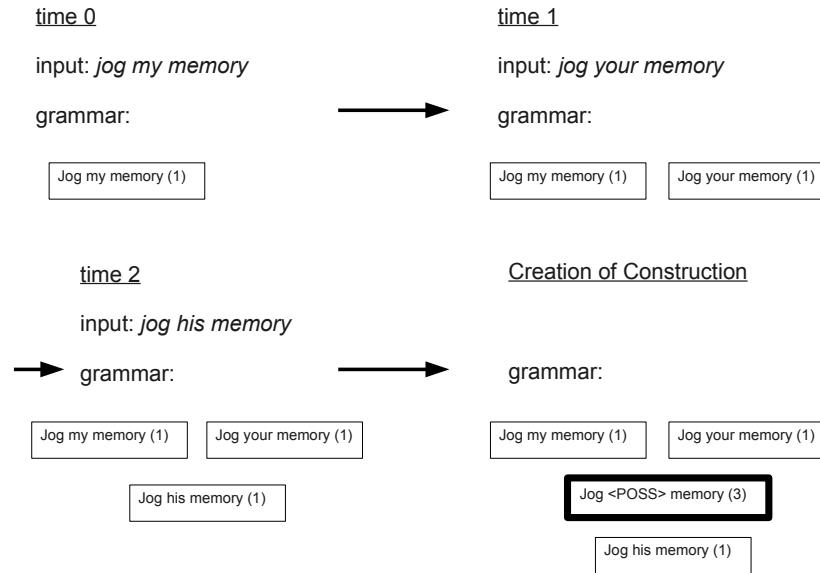 time 0
input: jog my memory
grammar:
Jog my memory (1)
time 1
input: jog your memory
grammar:
Jog my memory (1)
Jog your memory (1)
time 2
input: jog his memory
grammar:
Jog my memory (1)
Jog your memory (1)
Jog his memory (1)
Creation of Construction
grammar:
Jog my memory (1)
Jog your memory (1)
Jog <POSS> memory (3)
Jog his memory (1)